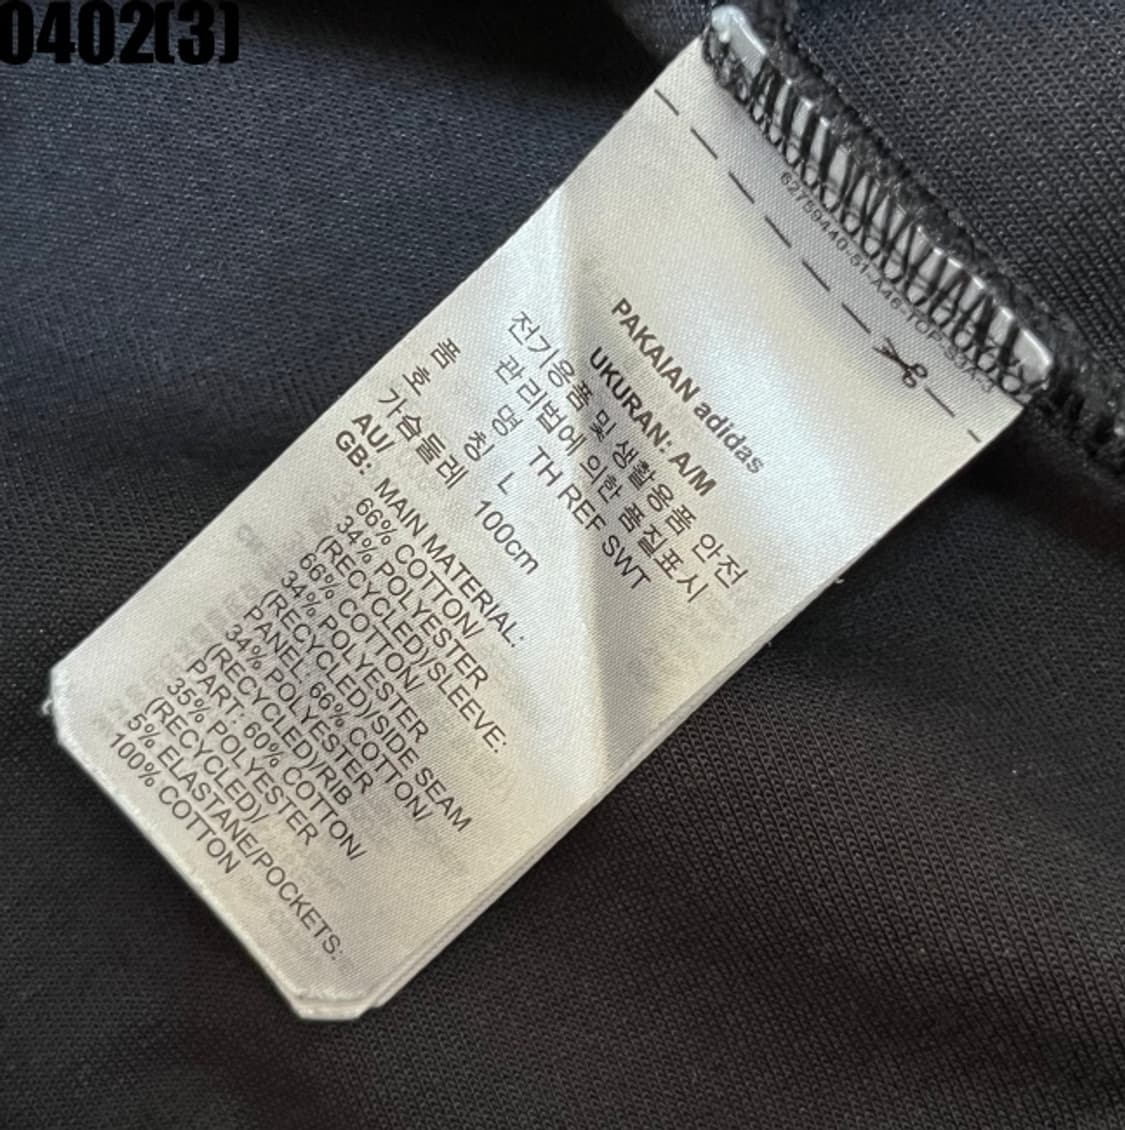 0402(3)
62759440-51-A46-TOP
PAKAIAN adidas
UKURAN: A/M
전기용품 및 생활용품 안전
관리법에 의한 품질표시
품 명 TH REF SWT
호 칭 L
가슴둘레 100cm
AU/
GB: MAIN MATERIAL:
66% COTTON/
34% POLYESTER
(RECYCLED)/SLEEVE:
66% COTTON/
34% POLYESTER
(RECYCLED)/SIDE SEAM
PANEL: 66% COTTON/
34% POLYESTER
(RECYCLED)/RIB
PART: 60% COTTON/
35% POLYESTER
(RECYCLED)/
5% ELASTANE/POCKETS:
100% COTTON